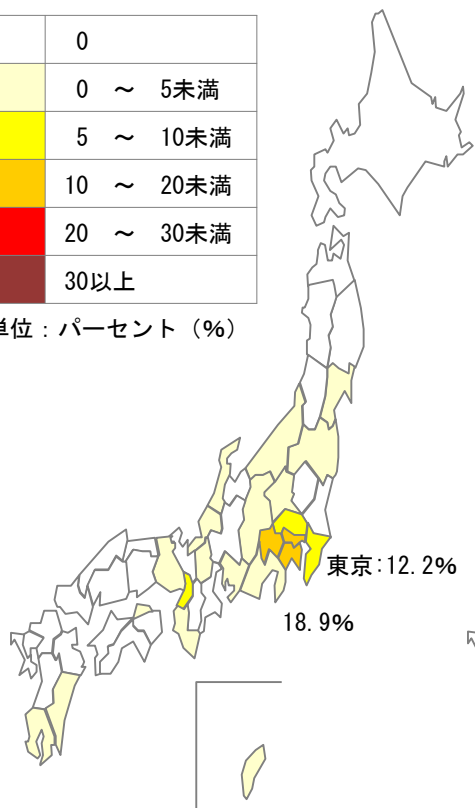 0
0 ～ 5未満
5 ～ 10未満
10 ～ 20未満
20 ～ 30未満
30以上
単位：パーセント（%）
東京：12.2%
18.9%